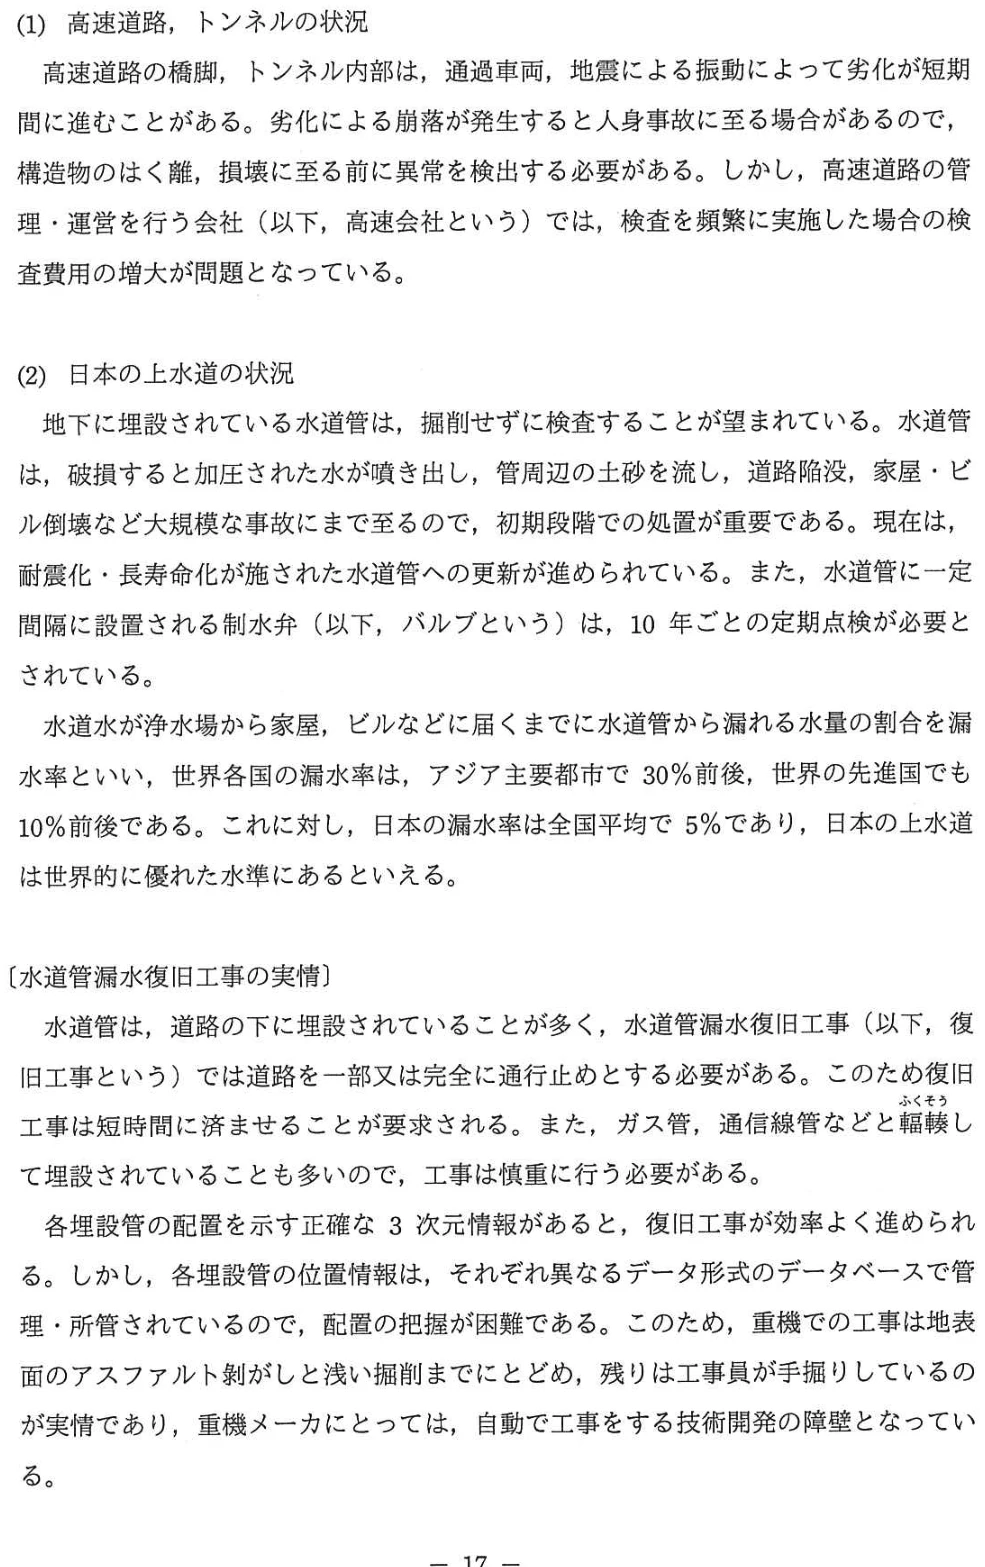 (1) 高速道路，トンネルの状況
高速道路の橋脚，トンネル内部は，通過車両，地震による振動によって劣化が短期
間に進むことがある。劣化による崩落が発生すると人身事故に至る場合があるので，
構造物のはく離，損壊に至る前に異常を検出する必要がある。しかし，高速道路の管
理・運営を行う会社（以下，高速会社という）では，検査を頻繁に実施した場合の検
査費用の増大が問題となっている。
(2) 日本の上水道の状況
地下に埋設されている水道管は，掘削せずに検査することが望まれている。水道管
は，破損すると加圧された水が噴き出し，管周辺の土砂を流し，道路陥没，家屋・ビ
ル倒壊など大規模な事故にまで至るので，初期段階での処置が重要である。現在は，
耐震化・長寿命化が施された水道管への更新が進められている。また，水道管に一定
間隔に設置される制水弁（以下，バルブという）は，10 年ごとの定期点検が必要と
されている。
水道水が浄水場から家屋，ビルなどに届くまでに水道管から漏れる水量の割合を漏
水率といい，世界各国の漏水率は，アジア主要都市で 30％前後，世界の先進国でも
10％前後である。これに対し，日本の漏水率は全国平均で 5％であり，日本の上水道
は世界的に優れた水準にあるといえる。
〔水道管漏水復旧工事の実情〕
水道管は，道路の下に埋設されていることが多く，水道管漏水復旧工事（以下，復
旧工事という）では道路を一部又は完全に通行止めとする必要がある。このため復旧
ふくそう
工事は短時間に済ませることが要求される。また，ガス管，通信線管などと輻輳し
て埋設されていることも多いので，工事は慎重に行う必要がある。
各埋設管の配置を示す正確な 3 次元情報があると，復旧工事が効率よく進められ
る。しかし，各埋設管の位置情報は，それぞれ異なるデータ形式のデータベースで管
理・所管されているので，配置の把握が困難である。このため，重機での工事は地表
面のアスファルト剝がしと浅い掘削までにとどめ，残りは工事員が手掘りしているの
が実情であり，重機メーカにとっては，自動で工事をする技術開発の障壁となってい
る。
― 17 ―